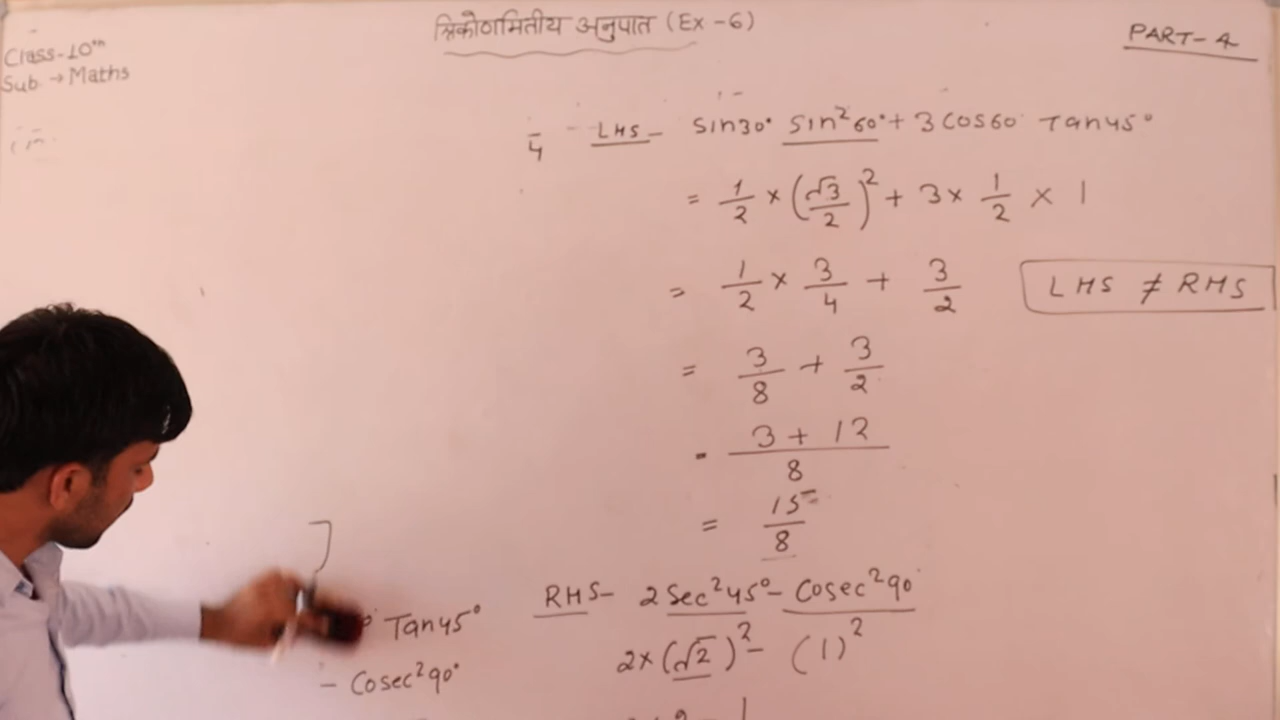 त्रिकोणमितीय अनुपात (Ex-6)
Class-10th
Sub → Maths
PART-4
4 LHS - Sin30° Sin²60° + 3 Cos60° Tan45°
= 1/2 × (√3/2)² + 3 × 1/2 × 1
= 1/2 × 3/4 + 3/2
LHS ≠ RHS
= 3/8 + 3/2
= 3 + 12 / 8
= 15/8
RHS- 2Sec²45° - Cosec²90°
2×(√2)² - (1)²
Tan45°
- Cosec²90°